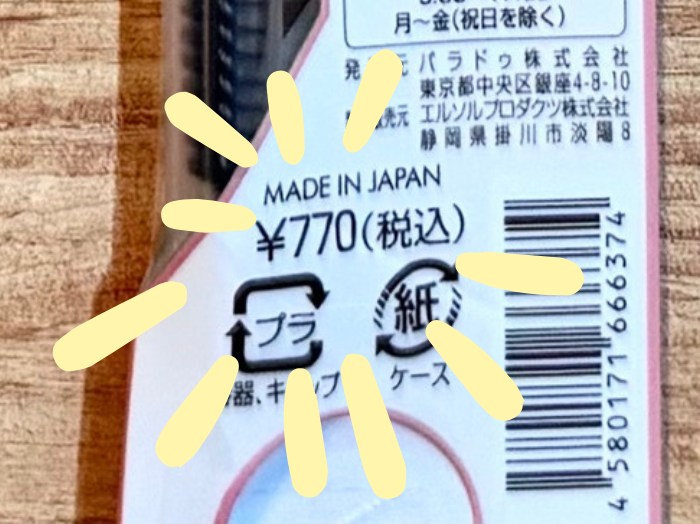 月～金(祝日を除く)
パラドゥ株式会社
東京都中央区銀座4-8-10
エルソルプロダクツ株式会社
静岡県掛川市淡陽8
MADE IN JAPAN
¥770(税込)
プラ
紙
ケース
4 580171 666374